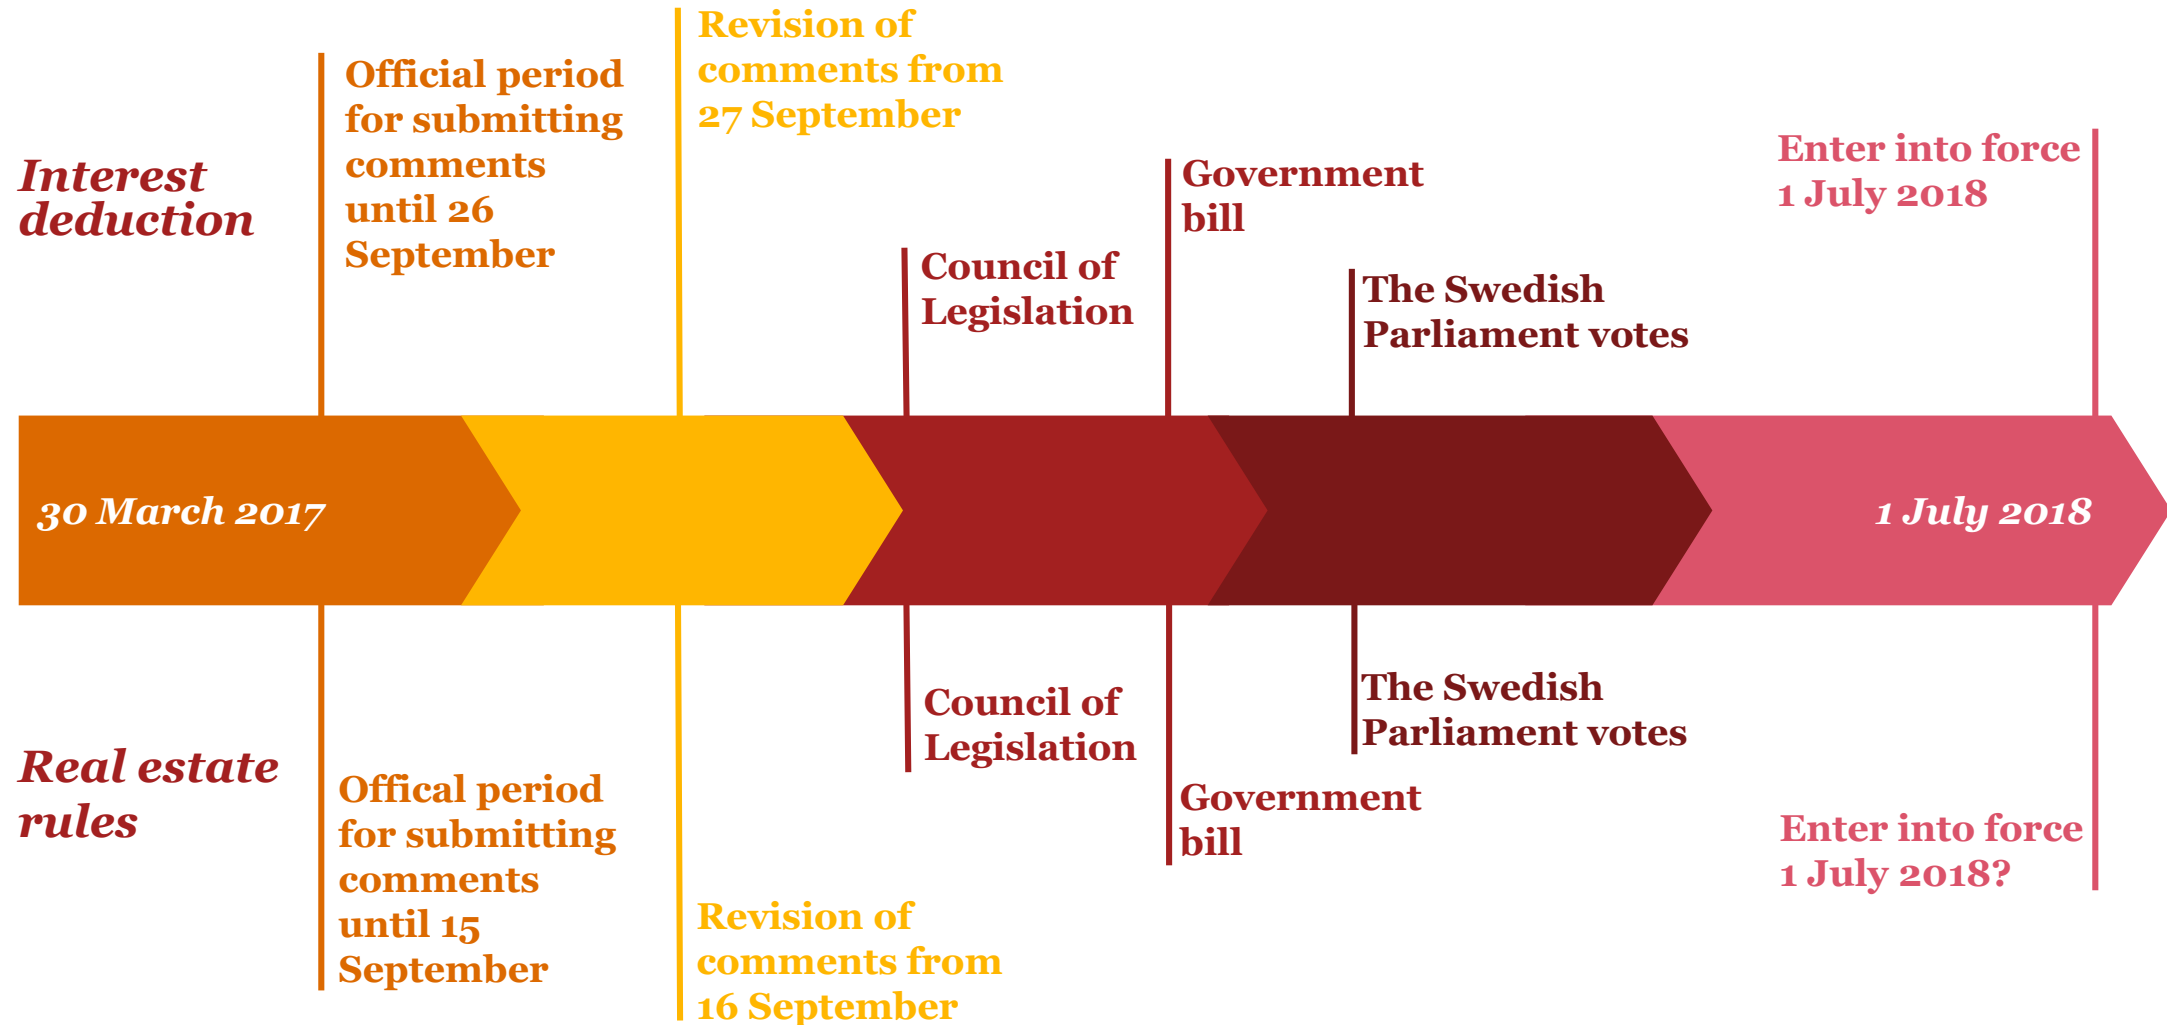 Interest
deduction
Official period
for submitting
comments
until 26
September
Revision of
comments from
27 September
Council of
Legislation
Government
bill
The Swedish
Parliament votes
Enter into force
1 July 2018
30 March 2017
1 July 2018
Real estate
rules
Offical period
for submitting
comments
until 15
September
Revision of
comments from
16 September
Council of
Legislation
Government
bill
The Swedish
Parliament votes
Enter into force
1 July 2018?